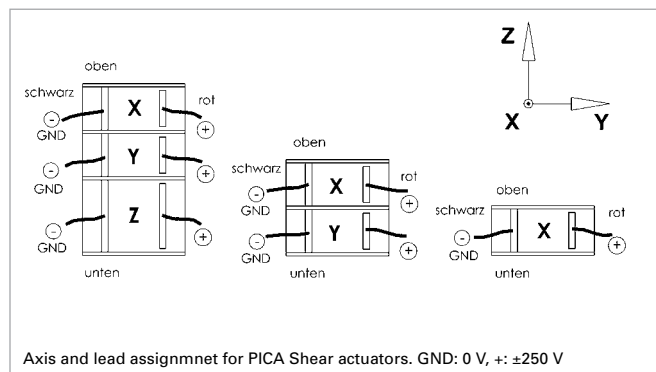 Z
X
Y
oben
schwarz
X
rot
-
GND
+
Y
-
GND
+
Z
-
GND
+
unten
oben
schwarz
X
rot
-
GND
+
Y
-
GND
+
unten
oben
schwarz
X
rot
-
GND
+
unten
Axis and lead assignmnet for PICA Shear actuators. GND: 0 V, +: ±250 V